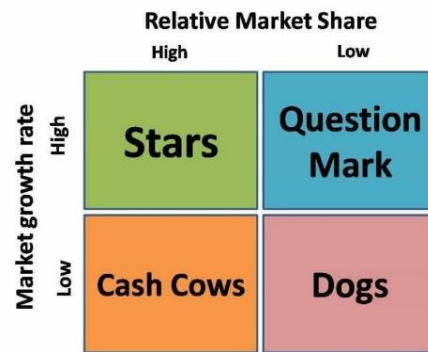 Relative Market Share
High Low
Market growth rate
High
Stars
Question
Mark
Low
Cash Cows
Dogs